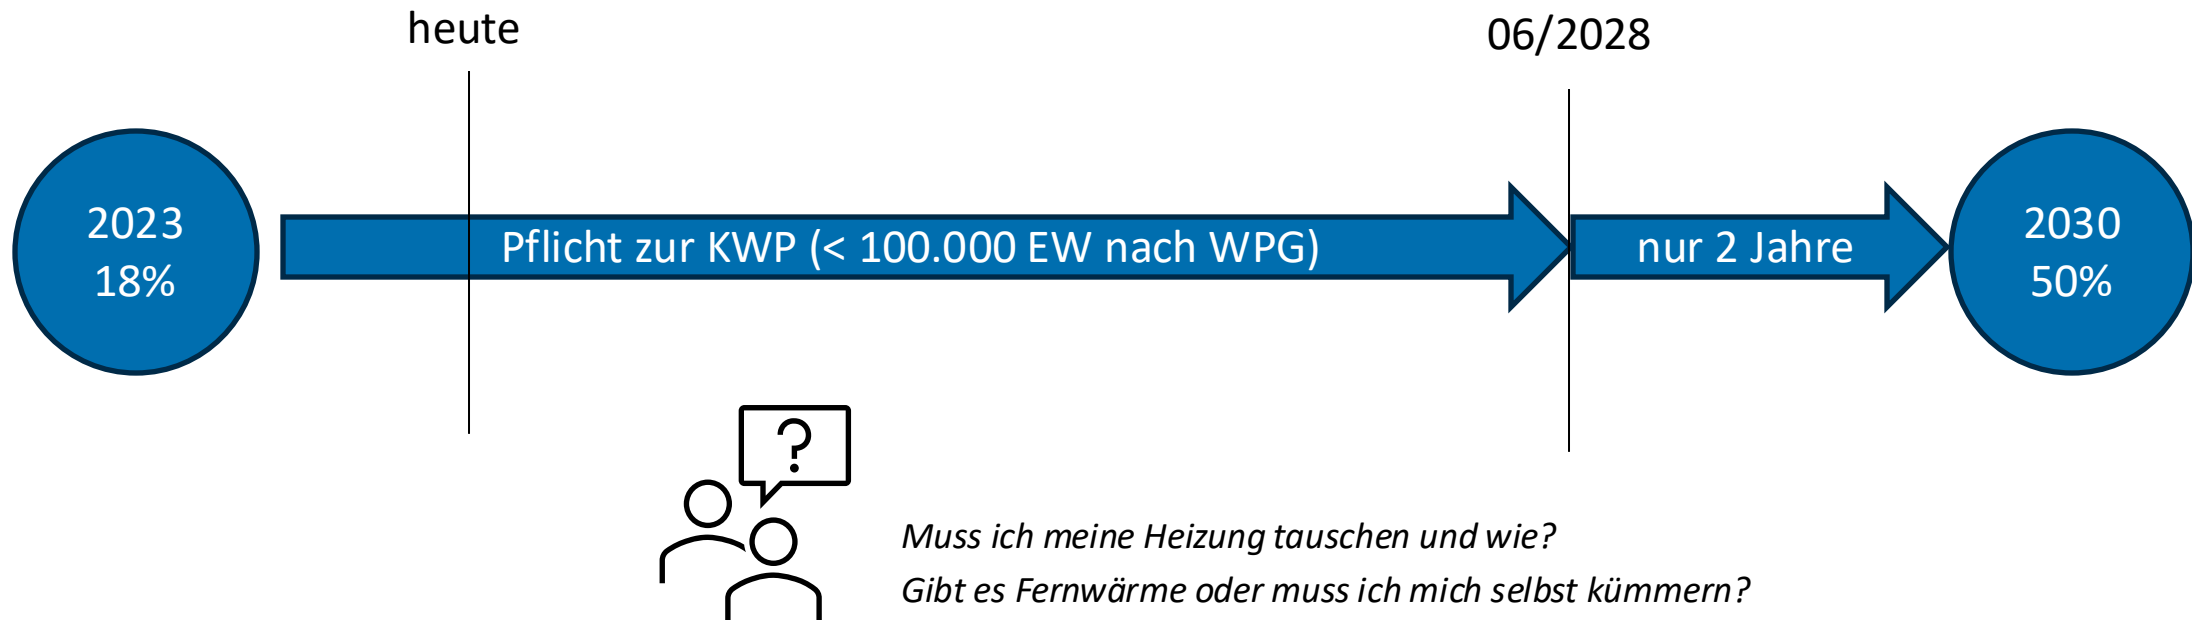 heute
06/2028
2023
18%
Pflicht zur KWP (< 100.000 EW nach WPG)
nur 2 Jahre
2030
50%
?
Muss ich meine Heizung tauschen und wie?
Gibt es Fernwärme oder muss ich mich selbst kümmern?